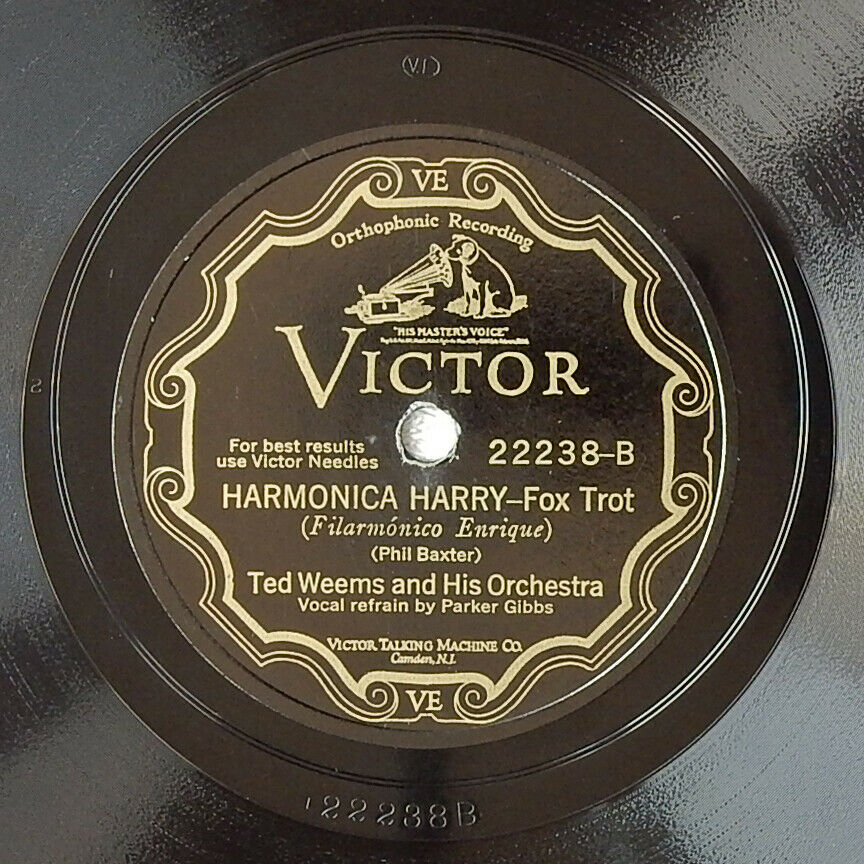 VE
VE
Orthophonic Recording
"HIS MASTER'S VOICE"
VICTOR
For best results
use Victor Needles
22238-B
HARMONICA HARRY–Fox Trot
(Filarmónico Enrique)
(Phil Baxter)
Ted Weems and His Orchestra
Vocal refrain by Parker Gibbs
VICTOR TALKING MACHINE CO.
Camden, N.J.
VE
22238B
2